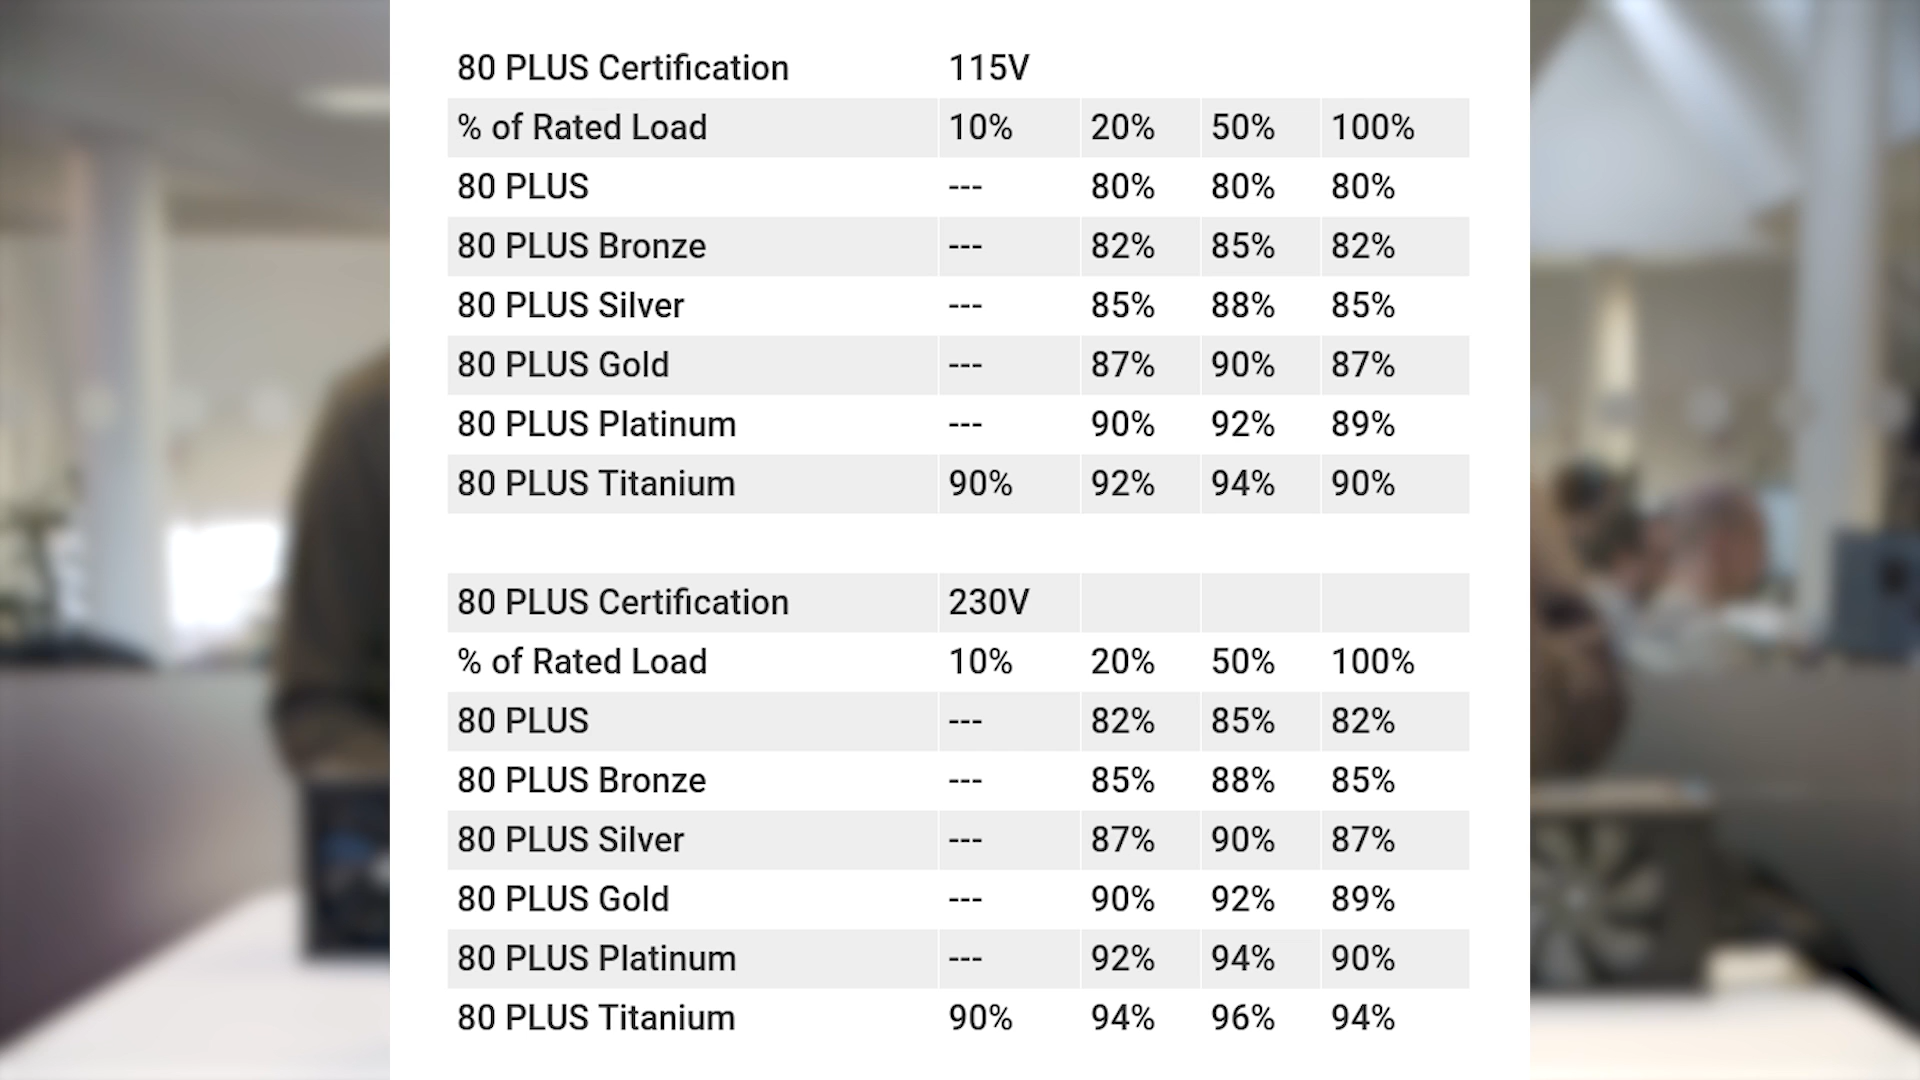 80 PLUS Certification 115V
% of Rated Load 10% 20% 50% 100%
80 PLUS --- 80% 80% 80%
80 PLUS Bronze --- 82% 85% 82%
80 PLUS Silver --- 85% 88% 85%
80 PLUS Gold --- 87% 90% 87%
80 PLUS Platinum --- 90% 92% 89%
80 PLUS Titanium 90% 92% 94% 90%
80 PLUS Certification 230V
% of Rated Load 10% 20% 50% 100%
80 PLUS --- 82% 85% 82%
80 PLUS Bronze --- 85% 88% 85%
80 PLUS Silver --- 87% 90% 87%
80 PLUS Gold --- 90% 92% 89%
80 PLUS Platinum --- 92% 94% 90%
80 PLUS Titanium 90% 94% 96% 94%